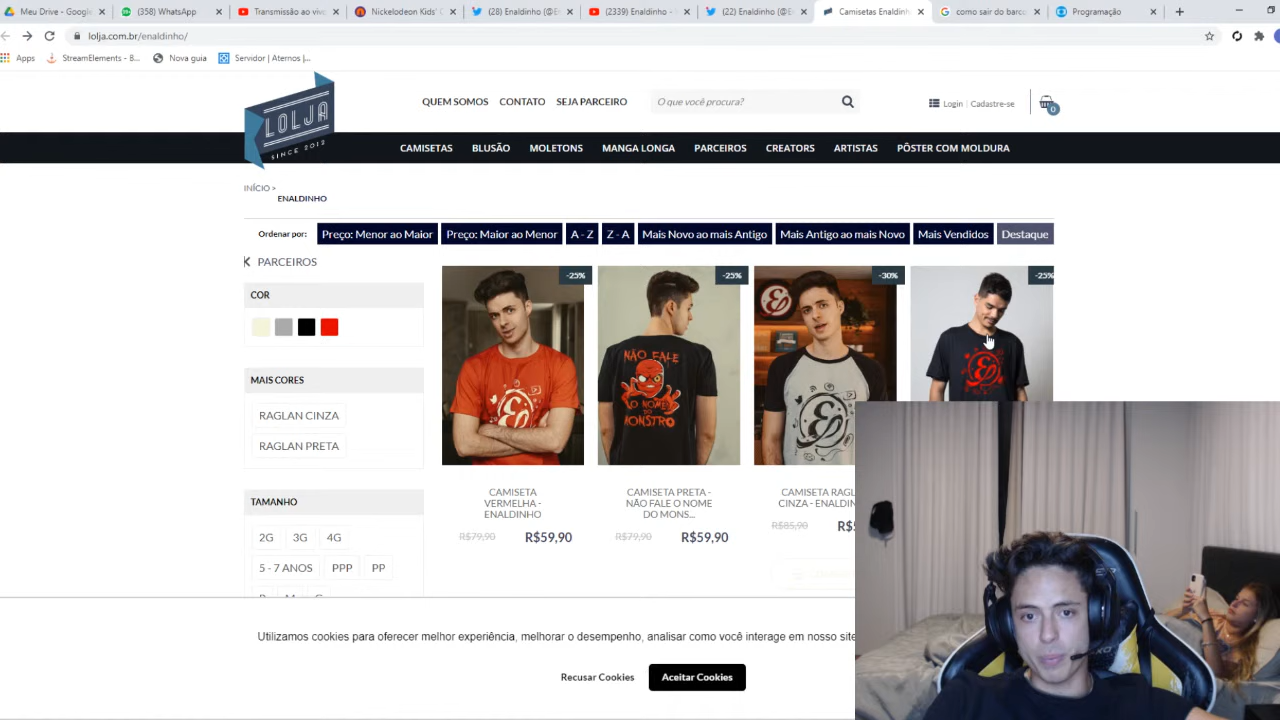 Meu Drive - Google
(358) WhatsApp
Transmissão ao vivo
Nickelodeon Kids' C
(28) Enaldinho (@E
(2339) Enaldinho -
(22) Enaldinho (@E
Camisetas Enaldinh
como sair do barco
Programação
lolja.com.br/enaldinho/
Apps
StreamElements - B...
Nova guia
Servidor | Aternos |...
LOLJA
SINCE 2012
QUEM SOMOS
CONTATO
SEJA PARCEIRO
O que você procura?
Login | Cadastre-se
0
CAMISETAS
BLUSÃO
MOLETONS
MANGA LONGA
PARCEIROS
CREATORS
ARTISTAS
PÔSTER COM MOLDURA
INÍCIO >
ENALDINHO
Ordenar por:
Preço: Menor ao Maior
Preço: Maior ao Menor
A - Z
Z - A
Mais Novo ao mais Antigo
Mais Antigo ao mais Novo
Mais Vendidos
Destaque
PARCEIROS
COR
MAIS CORES
RAGLAN CINZA
RAGLAN PRETA
TAMANHO
2G
3G
4G
5 - 7 ANOS
PPP
PP
-25%
-25%
-30%
-25%
NÃO FALE
O NOME
DO
MONSTRO
CAMISETA
VERMELHA -
ENALDINHO
R$79,90
R$59,90
CAMISETA PRETA -
NÃO FALE O NOME
DO MONS...
R$79,90
R$59,90
CAMISETA RAGL
CINZA - ENALDIN
R$85,90
R$5
Utilizamos cookies para oferecer melhor experiência, melhorar o desempenho, analisar como você interage em nosso site
Recusar Cookies
Aceitar Cookies